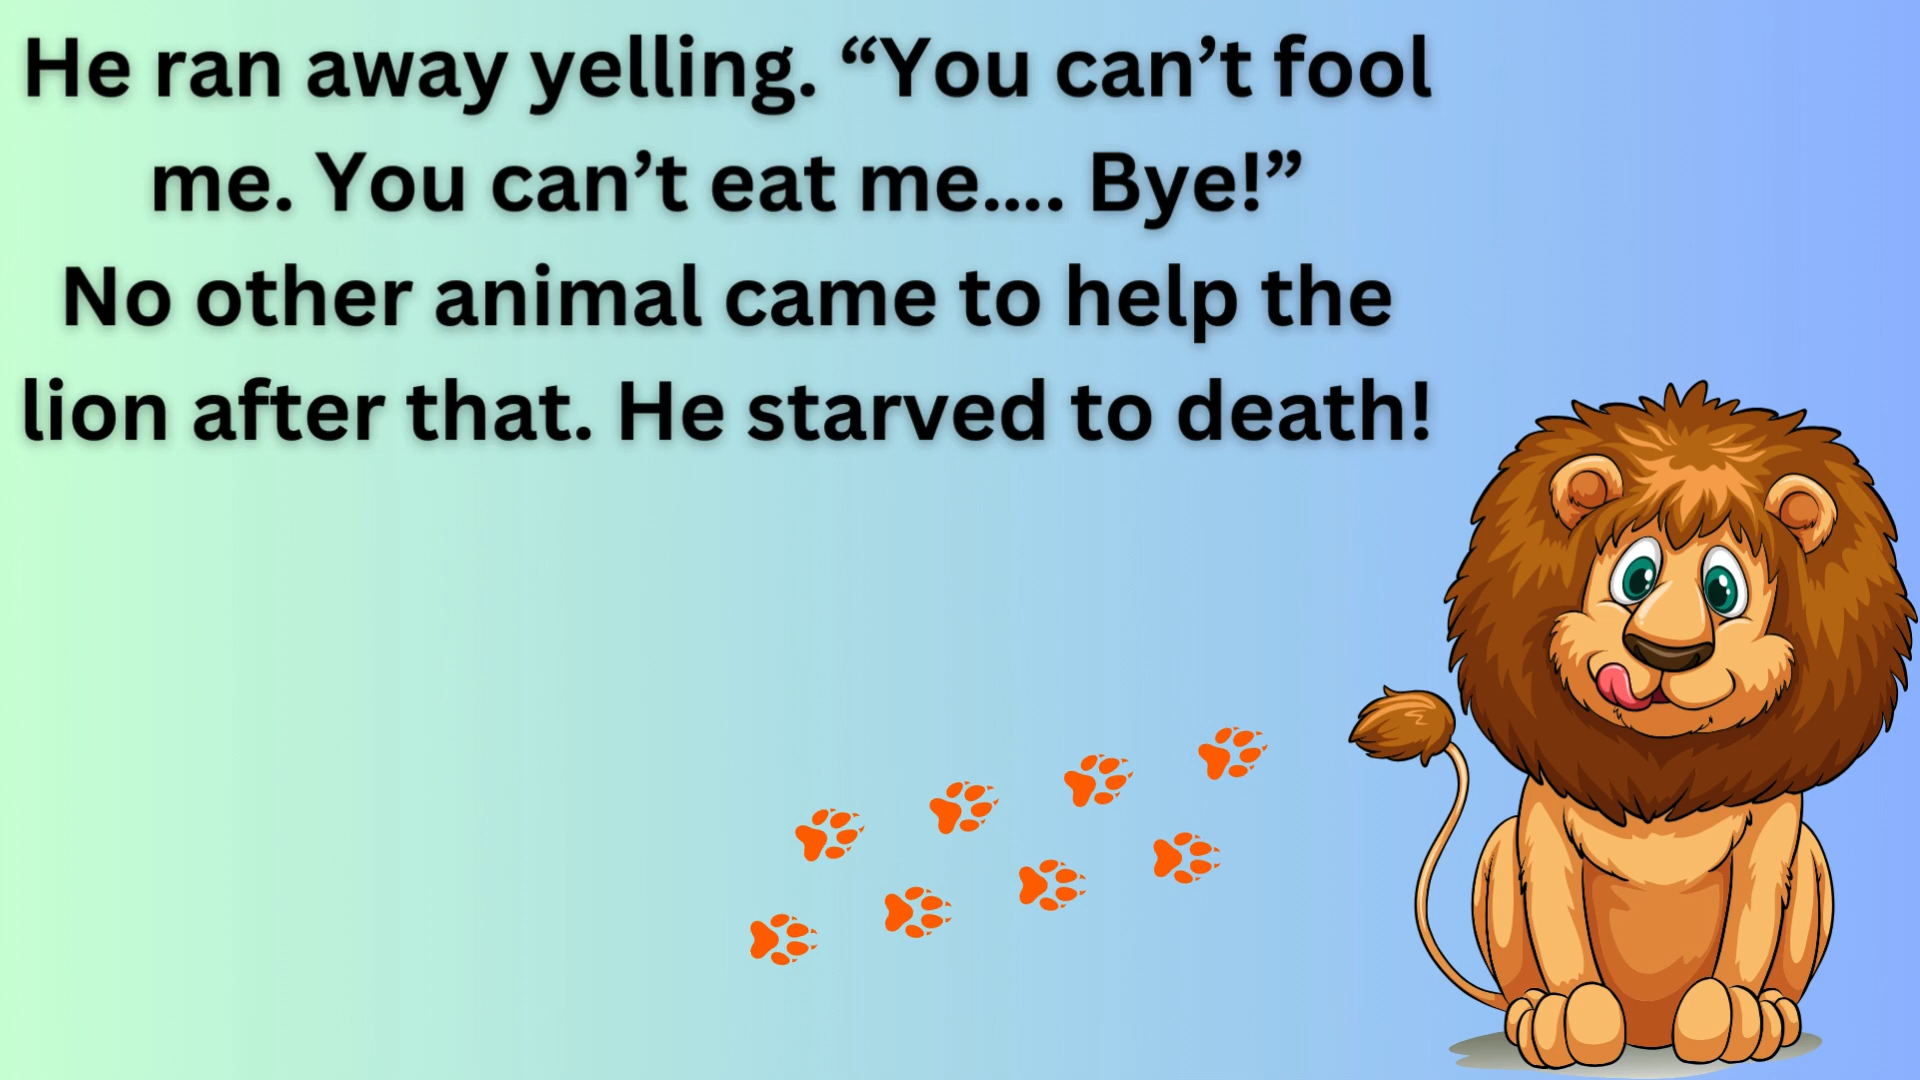 He ran away yelling. “You can’t fool
me. You can’t eat me.... Bye!”
No other animal came to help the
lion after that. He starved to death!